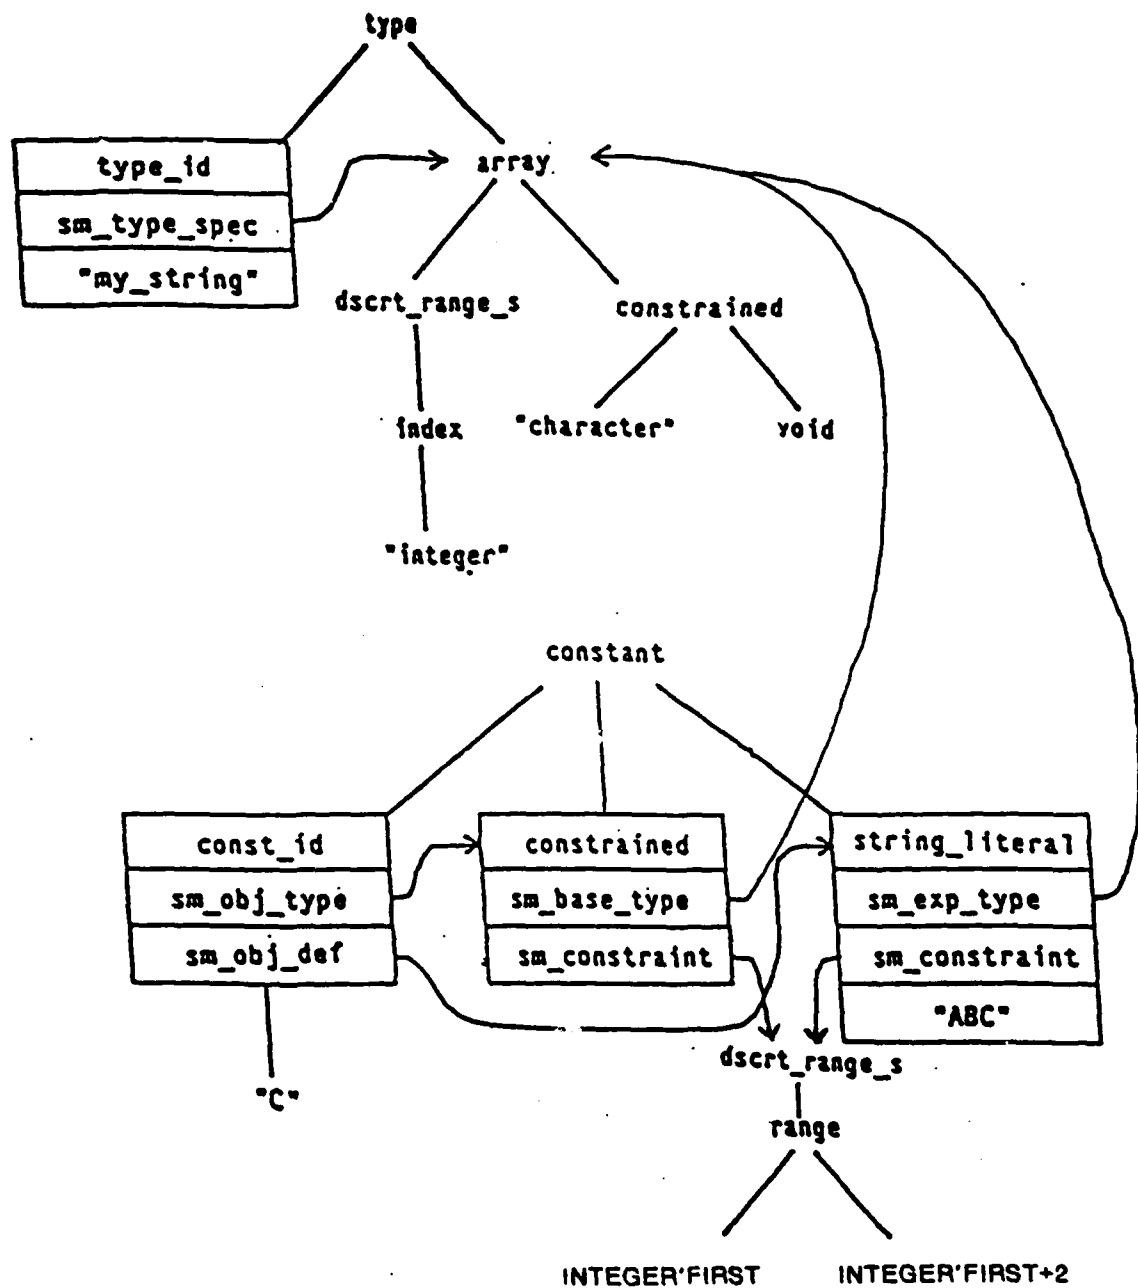 type
type_id
array
sm_type_spec
"my_string"
dscrt_range_s
constrained
index
"character"
void
"integer"
constant
const_id
constrained
string_literal
sm_obj_type
sm_base_type
sm_exp_type
sm_obj_def
sm_constraint
sm_constraint
"ABC"
dscrt_range_s
"C"
range
INTEGER'FIRST
INTEGER'FIRST+2